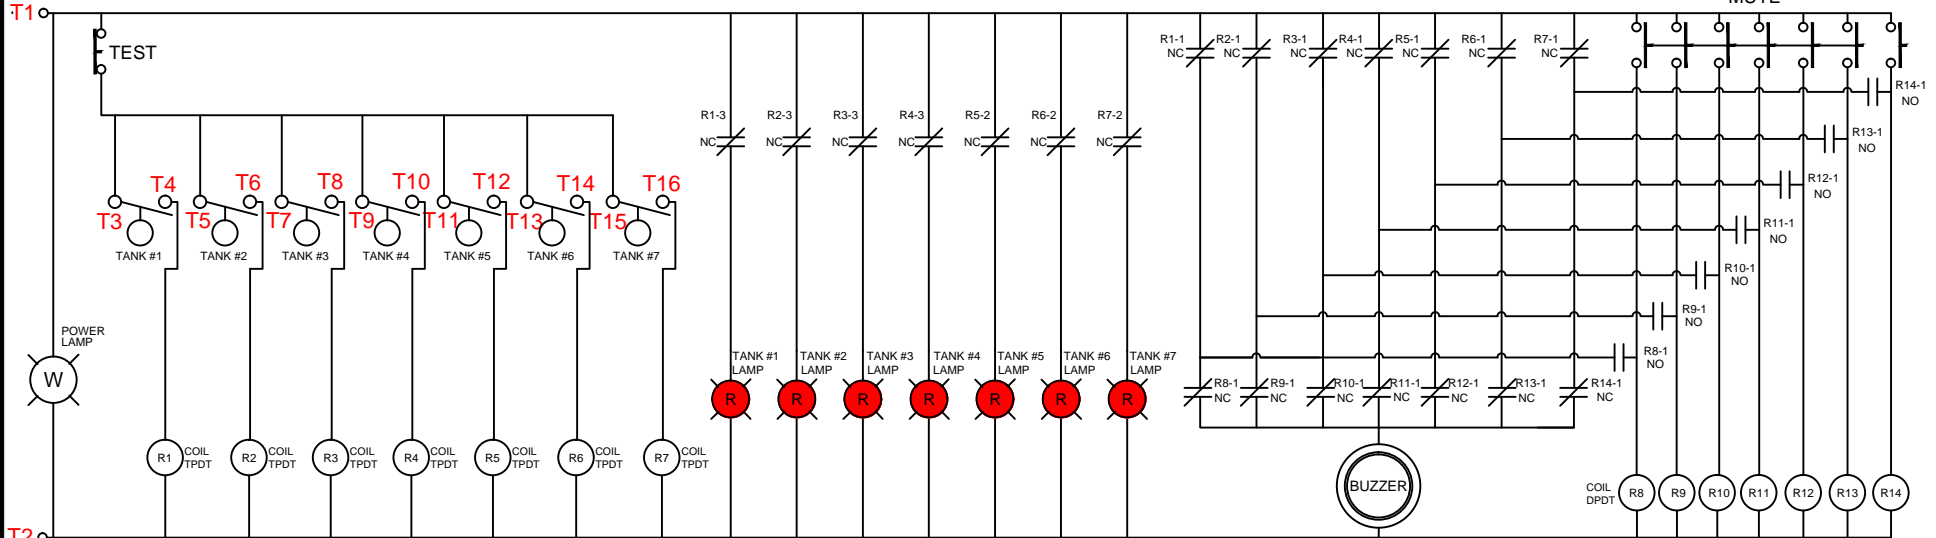 T1
MUTE
TEST
R1-1
NC
R2-1
NC
R3-1
NC
R4-1
NC
R5-1
NC
R6-1
NC
R7-1
NC
R14-1
NO
R1-3
NC
R2-3
NC
R3-3
NC
R4-3
NC
R5-2
NC
R6-2
NC
R7-2
NC
R13-1
NO
R12-1
NO
T4
T6
T8
T10
T12
T14
T16
T3
T5
T7
T9
T11
T13
T15
R11-1
NO
TANK #1
TANK #2
TANK #3
TANK #4
TANK #5
TANK #6
TANK #7
R10-1
NO
R9-1
NO
POWER
LAMP
W
R8-1
NO
TANK #1
LAMP
TANK #2
LAMP
TANK #3
LAMP
TANK #4
LAMP
TANK #5
LAMP
TANK #6
LAMP
TANK #7
LAMP
R
R
R
R
R
R
R
R8-1
NC
R9-1
NC
R10-1
NC
R11-1
NC
R12-1
NC
R13-1
NC
R14-1
NC
R1
COIL
TPDT
R2
COIL
TPDT
R3
COIL
TPDT
R4
COIL
TPDT
R5
COIL
TPDT
R6
COIL
TPDT
R7
COIL
TPDT
BUZZER
COIL
DPDT
R8
R9
R10
R11
R12
R13
R14
T2